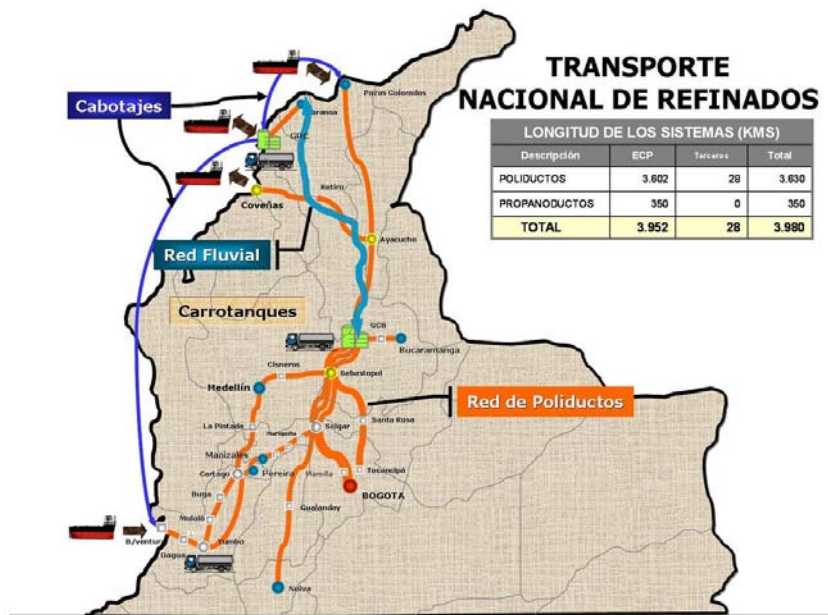 TRANSPORTE
NACIONAL DE REFINADOS
LONGITUD DE LOS SISTEMAS (KMS)
Descripción ECP Terceros Total
POLIDUCTOS 3.602 28 3.630
PROPANODUCTOS 350 0 350
TOTAL 3.952 28 3.980
Cabotajes
Pozos Colorados
Baranoa
Retiro
Coveñas
Ayacucho
Red Fluvial
Carrotanques
GCB
Bucaramanga
Cisneros
Sebastopol
Medellín
Red de Poliductos
La Pintada
Santa Rosa
Mariquita
Salgar
Manizales
Cartago
Pereira
Mansilla
Tocancipá
Buga
BOGOTA
Mulaló
Gualanday
B/ventura
Dagua
Yumbo
Neiva